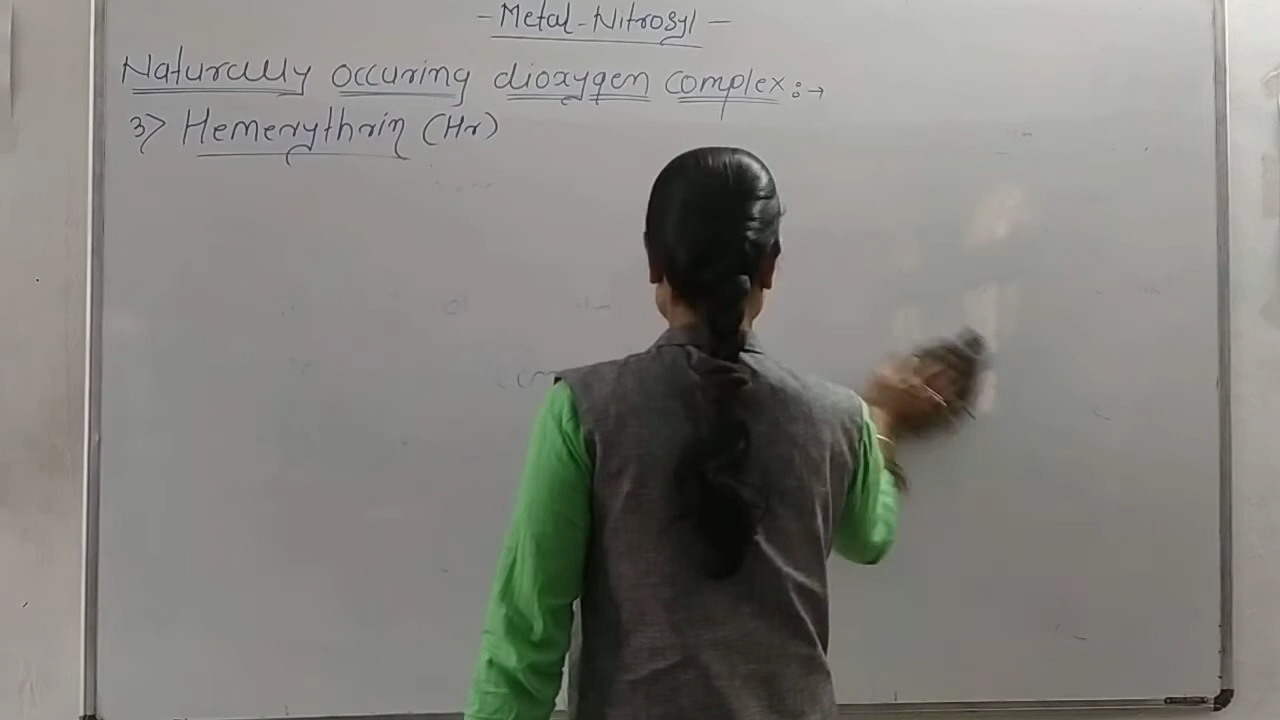 - Metal-Nitrosyl -
Naturally occuring dioxygen complex:→
3> Hemerythrin (Hr)